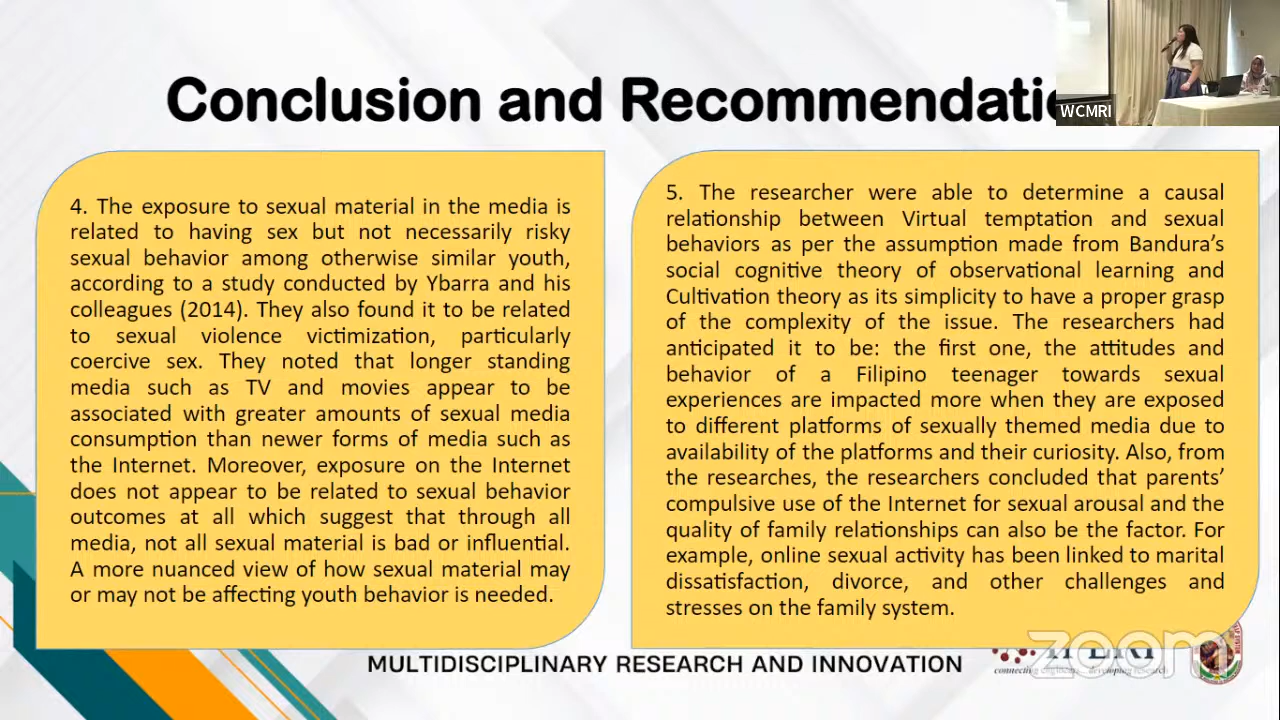 Conclusion and Recommendati
WCMRI
4. The exposure to sexual material in the media is
related to having sex but not necessarily risky
sexual behavior among otherwise similar youth,
according to a study conducted by Ybarra and his
colleagues (2014). They also found it to be related
to sexual violence victimization, particularly
coercive sex. They noted that longer standing
media such as TV and movies appear to be
associated with greater amounts of sexual media
consumption than newer forms of media such as
the Internet. Moreover, exposure on the Internet
does not appear to be related to sexual behavior
outcomes at all which suggest that through all
media, not all sexual material is bad or influential.
A more nuanced view of how sexual material may
or may not be affecting youth behavior is needed.
5. The researcher were able to determine a causal
relationship between Virtual temptation and sexual
behaviors as per the assumption made from Bandura’s
social cognitive theory of observational learning and
Cultivation theory as its simplicity to have a proper grasp
of the complexity of the issue. The researchers had
anticipated it to be: the first one, the attitudes and
behavior of a Filipino teenager towards sexual
experiences are impacted more when they are exposed
to different platforms of sexually themed media due to
availability of the platforms and their curiosity. Also, from
the researches, the researchers concluded that parents’
compulsive use of the Internet for sexual arousal and the
quality of family relationships can also be the factor. For
example, online sexual activity has been linked to marital
dissatisfaction, divorce, and other challenges and
stresses on the family system.
MULTIDISCIPLINARY RESEARCH AND INNOVATION
zoom